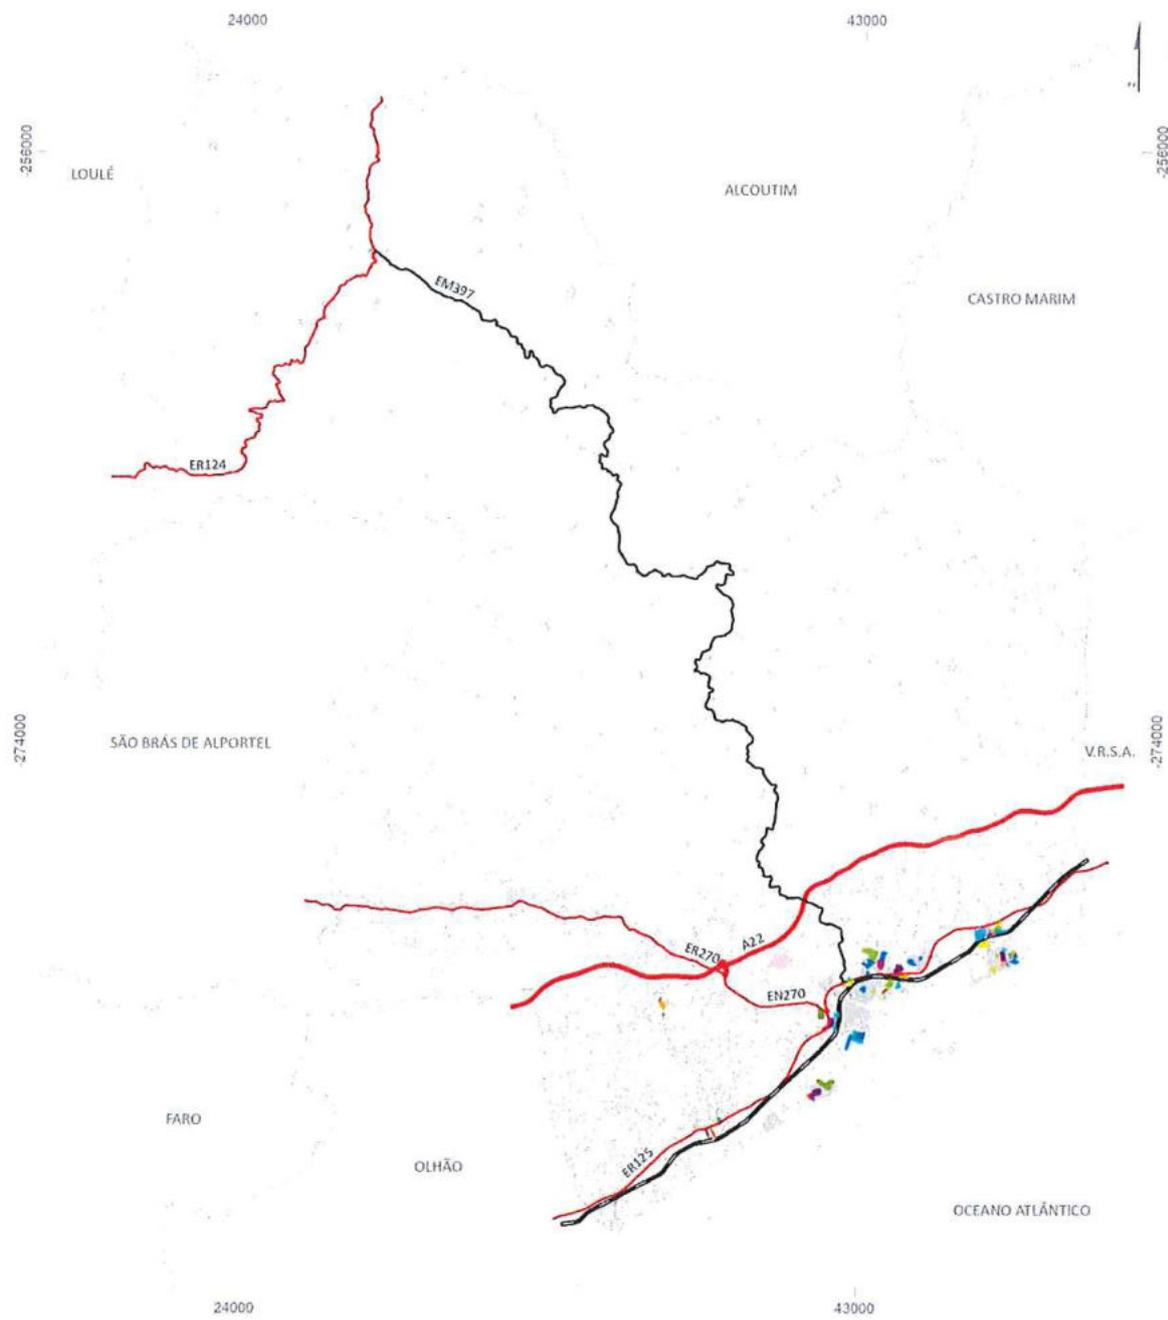 24000
43000
N
-256000
-256000
LOULÉ
ALCOUTIM
EM397
CASTRO MARIM
ER124
-274000
-274000
SÃO BRÁS DE ALPORTEL
V.R.S.A.
ER270
A22
EN270
FARO
OLHÃO
ER125
OCEANO ATLÂNTICO
24000
43000